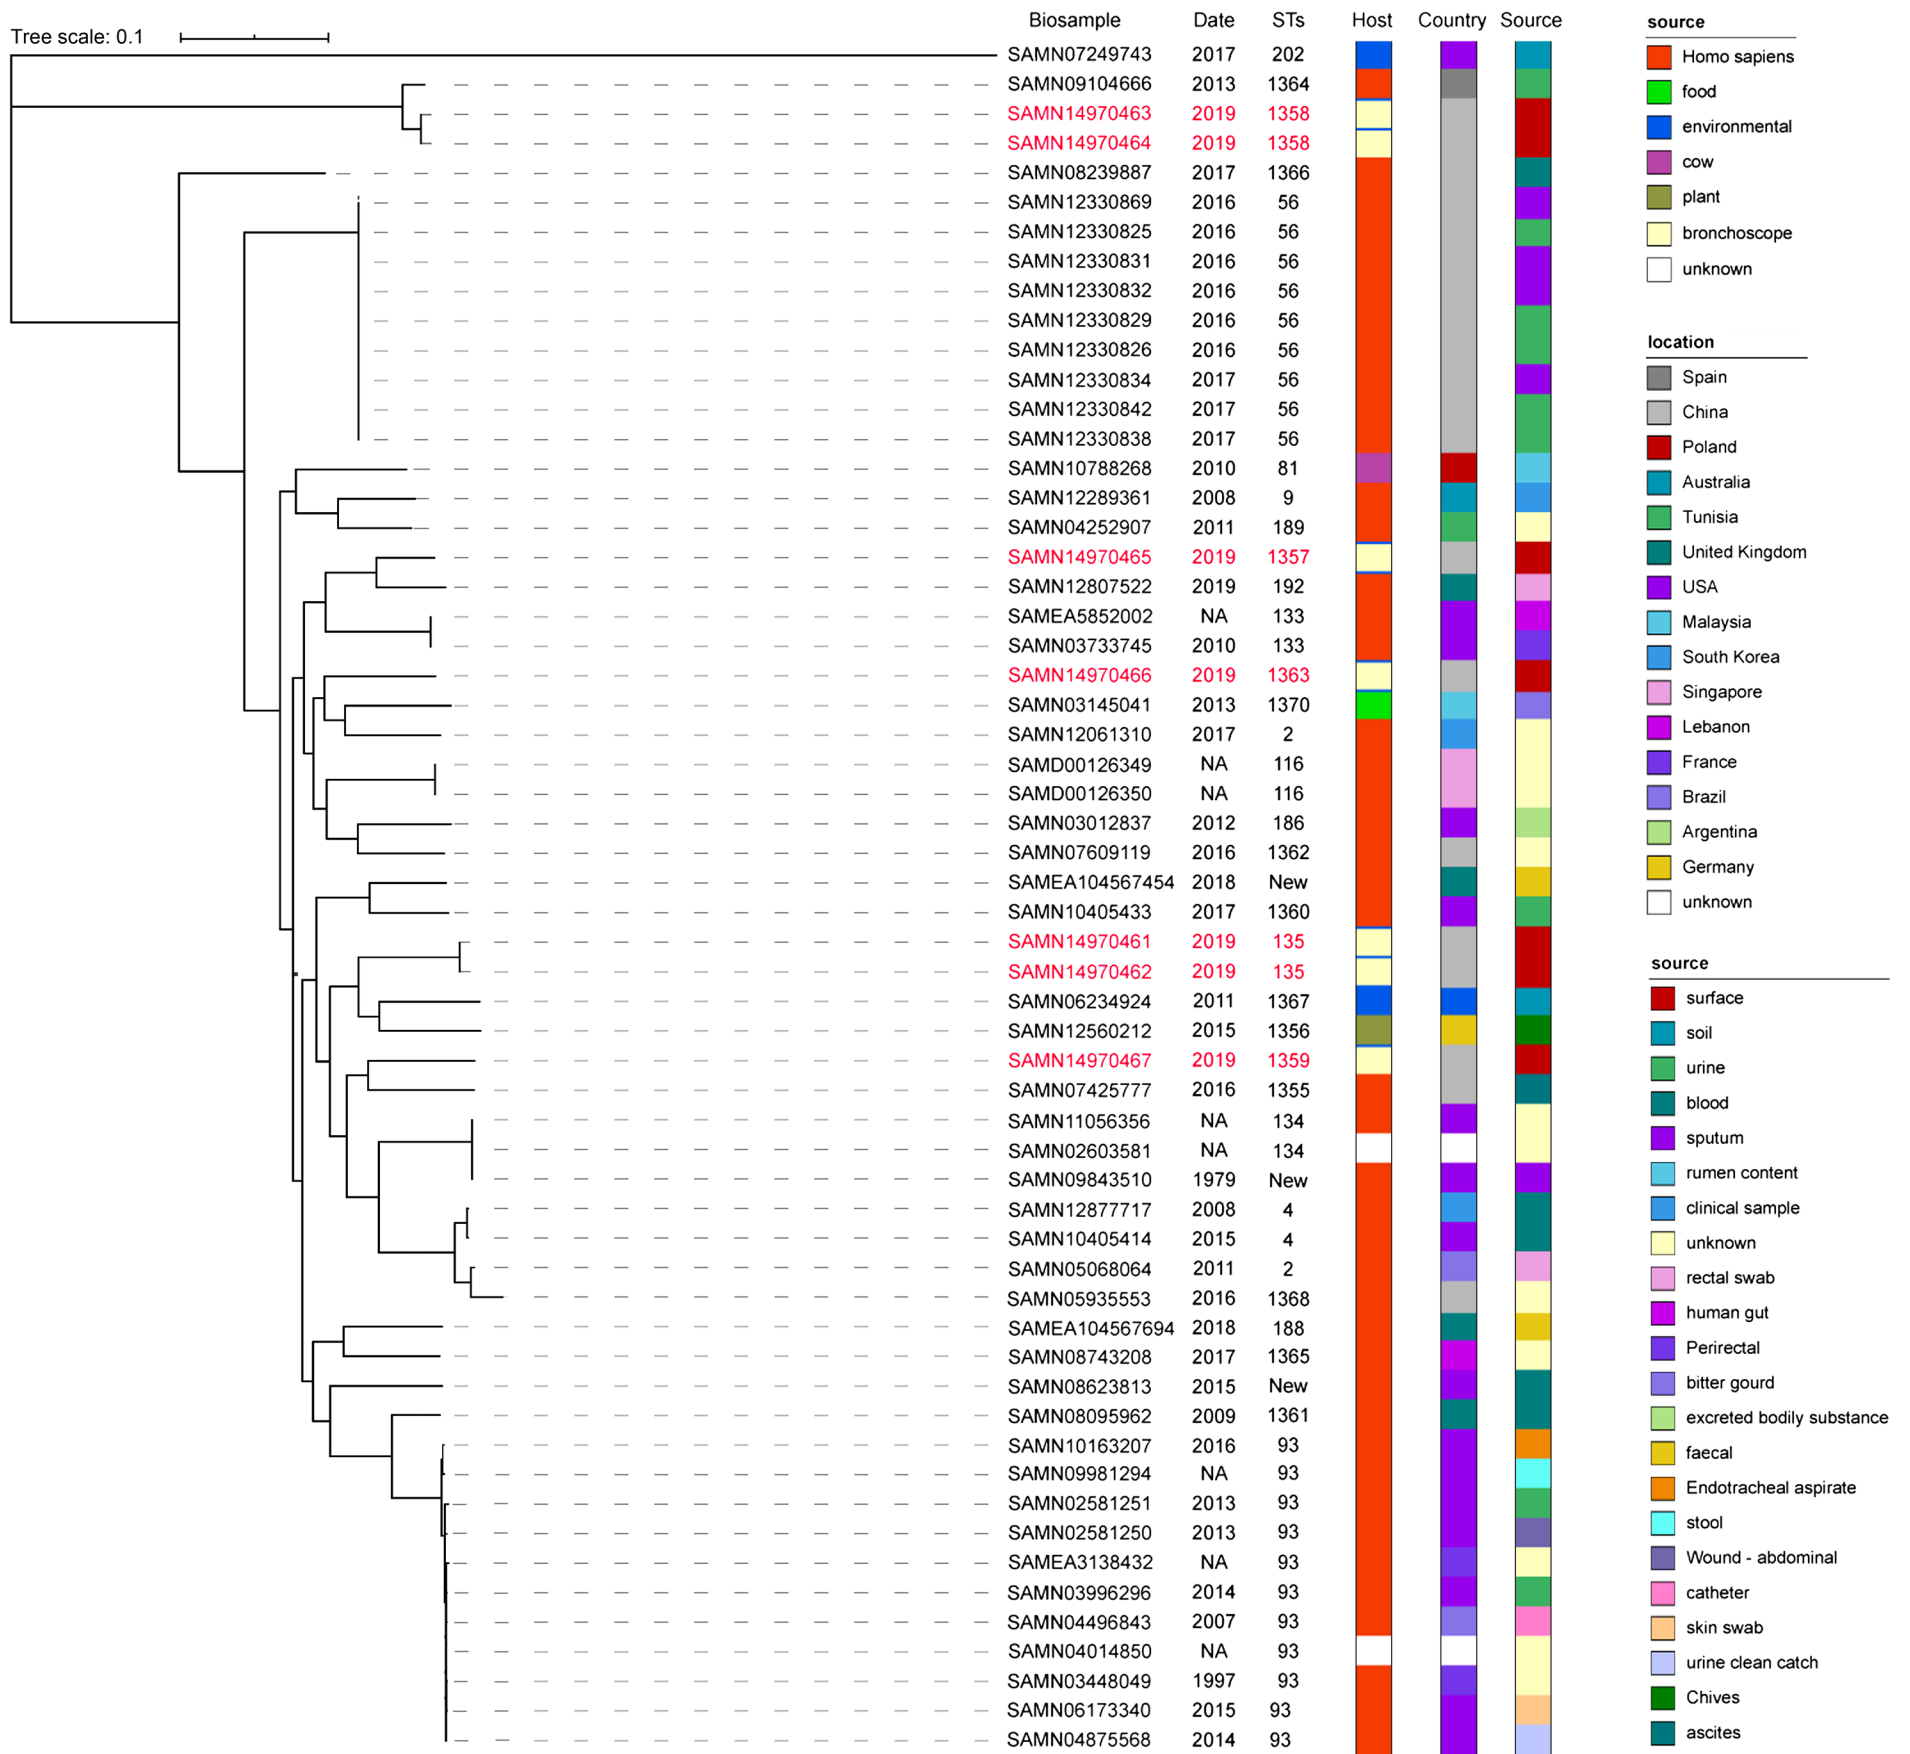 Biosample Date STs Host Country Source
Tree scale: 0.1
SAMN07249743 2017 202
SAMN09104666 2013 1364
SAMN14970463 2019 1358
SAMN14970464 2019 1358
SAMN08239887 2017 1366
SAMN12330869 2016 56
SAMN12330825 2016 56
SAMN12330831 2016 56
SAMN12330832 2016 56
SAMN12330829 2016 56
SAMN12330826 2016 56
SAMN12330834 2017 56
SAMN12330842 2017 56
SAMN12330838 2017 56
SAMN10788268 2010 81
SAMN12289361 2008 9
SAMN04252907 2011 189
SAMN14970465 2019 1357
SAMN12807522 2019 192
SAMEA5852002 NA 133
SAMN03733745 2010 133
SAMN14970466 2019 1363
SAMN03145041 2013 1370
SAMN12061310 2017 2
SAMD00126349 NA 116
SAMD00126350 NA 116
SAMN03012837 2012 186
SAMN07609119 2016 1362
SAMEA104567454 2018 New
SAMN10405433 2017 1360
SAMN14970461 2019 135
SAMN14970462 2019 135
SAMN06234924 2011 1367
SAMN12560212 2015 1356
SAMN14970467 2019 1359
SAMN07425777 2016 1355
SAMN11056356 NA 134
SAMN02603581 NA 134
SAMN09843510 1979 New
SAMN12877717 2008 4
SAMN10405414 2015 4
SAMN05068064 2011 2
SAMN05935553 2016 1368
SAMEA104567694 2018 188
SAMN08743208 2017 1365
SAMN08623813 2015 New
SAMN08095962 2009 1361
SAMN10163207 2016 93
SAMN09981294 NA 93
SAMN02581251 2013 93
SAMN02581250 2013 93
SAMEA3138432 NA 93
SAMN03996296 2014 93
SAMN04496843 2007 93
SAMN04014850 NA 93
SAMN03448049 1997 93
SAMN06173340 2015 93
SAMN04875568 2014 93
source
Homo sapiens
food
environmental
cow
plant
bronchoscope
unknown
location
Spain
China
Poland
Australia
Tunisia
United Kingdom
USA
Malaysia
South Korea
Singapore
Lebanon
France
Brazil
Argentina
Germany
unknown
source
surface
soil
urine
blood
sputum
rumen content
clinical sample
unknown
rectal swab
human gut
Perirectal
bitter gourd
excreted bodily substance
faecal
Endotracheal aspirate
stool
Wound - abdominal
catheter
skin swab
urine clean catch
Chives
ascites